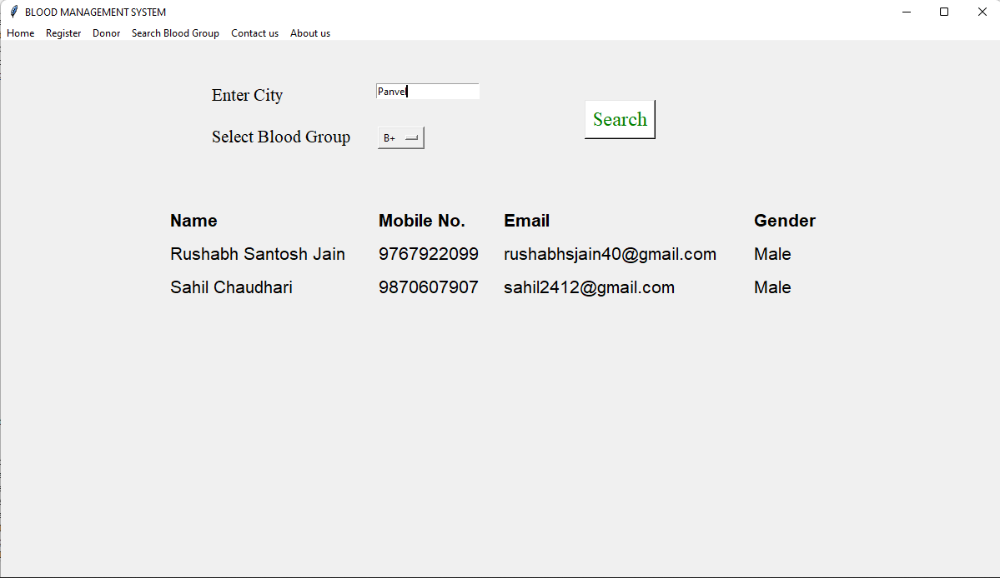 BLOOD MANAGEMENT SYSTEM
Home Register Donor Search Blood Group Contact us About us
Enter City Panvel
Search
Select Blood Group B+
Name Mobile No. Email Gender
Rushabh Santosh Jain 9767922099 rushabhsjain40@gmail.com Male
Sahil Chaudhari 9870607907 sahil2412@gmail.com Male